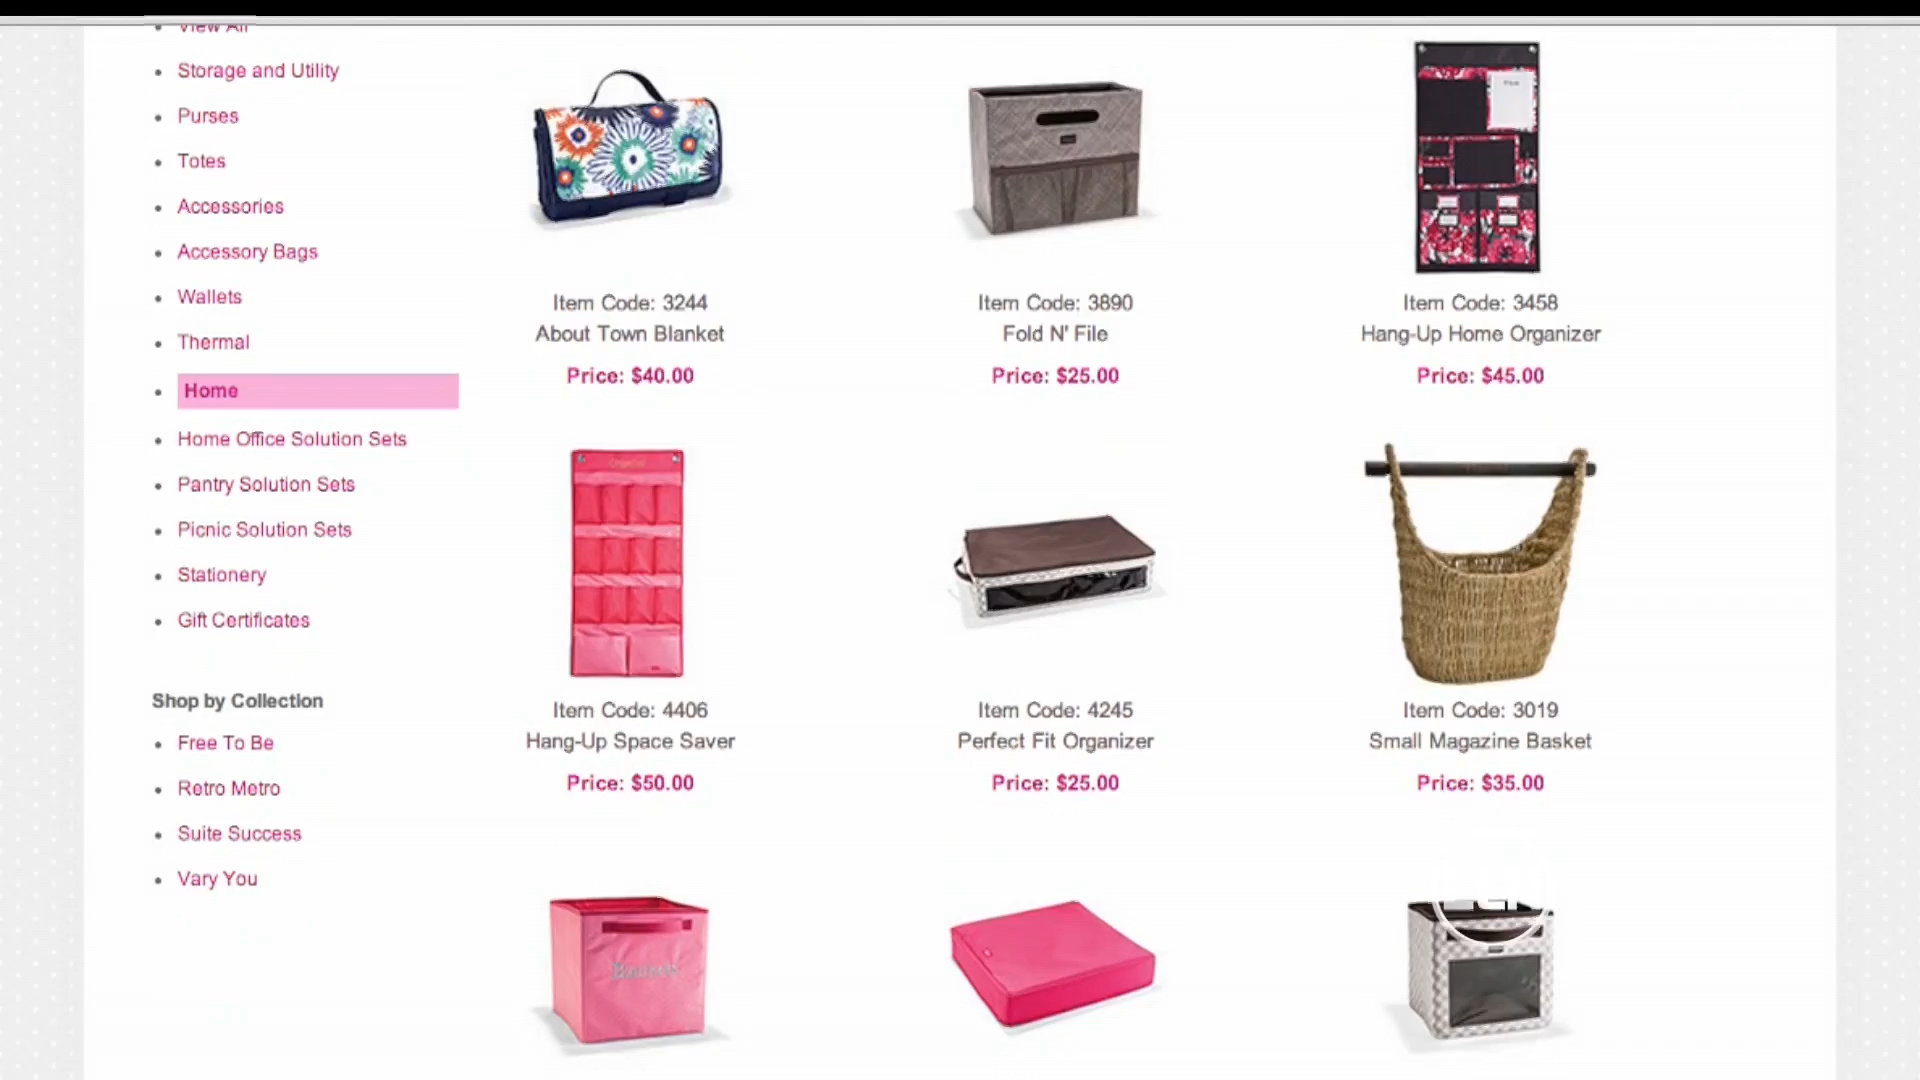 View All
Storage and Utility
Purses
Totes
Accessories
Accessory Bags
Wallets
Thermal
Home
Home Office Solution Sets
Pantry Solution Sets
Picnic Solution Sets
Stationery
Gift Certificates
Shop by Collection
Free To Be
Retro Metro
Suite Success
Vary You
Item Code: 3244
About Town Blanket
Price: $40.00
Item Code: 3890
Fold N' File
Price: $25.00
Item Code: 3458
Hang-Up Home Organizer
Price: $45.00
Item Code: 4406
Hang-Up Space Saver
Price: $50.00
Item Code: 4245
Perfect Fit Organizer
Price: $25.00
Item Code: 3019
Small Magazine Basket
Price: $35.00